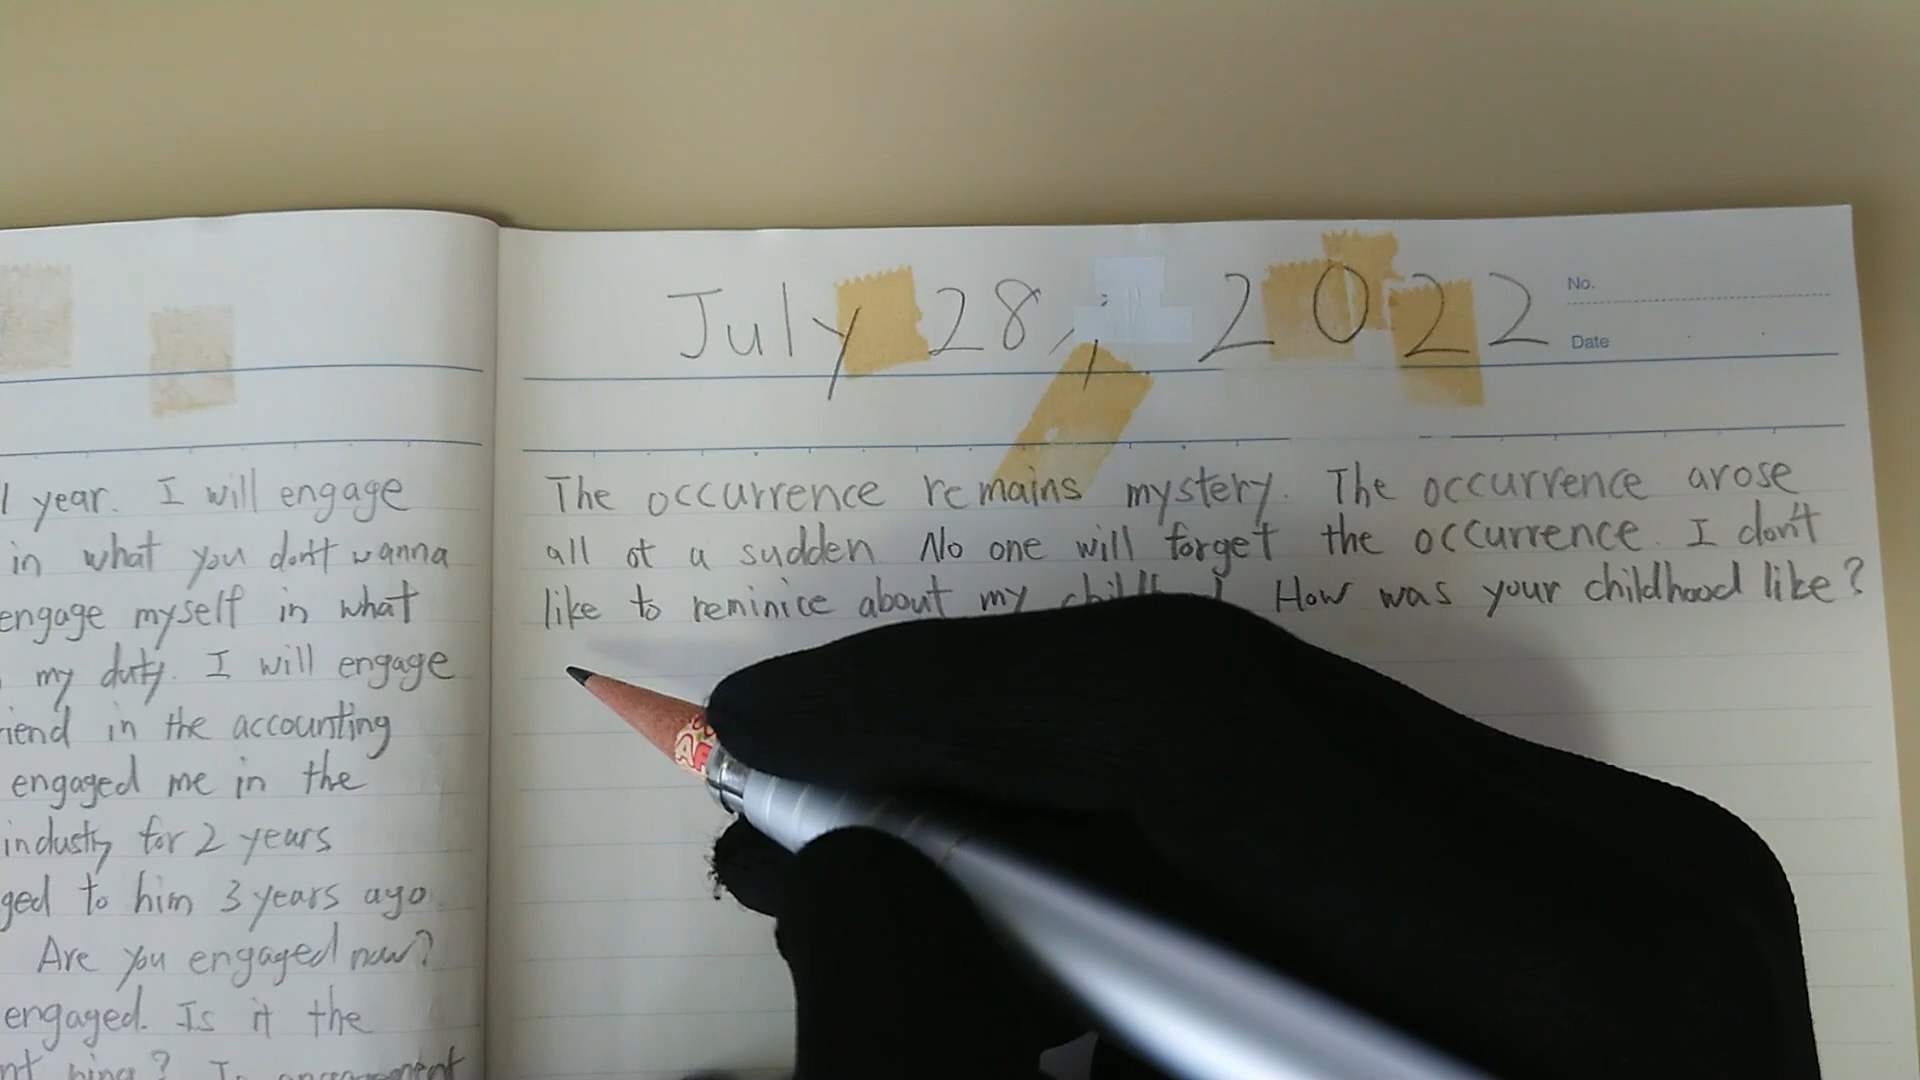 1 year. I will engage
in what you don't wanna
engage myself in what
my duty. I will engage
in the accounting
engaged me in the
industry for 2 years
to him 3 years ago.
Are you engaged now?
engaged. Is it the
July 28, 2022
No.
Date
The occurrence remains mystery. The occurrence arose
all of a sudden. No one will forget the occurrence. I don't
like to reminice about my How was your childhood like?